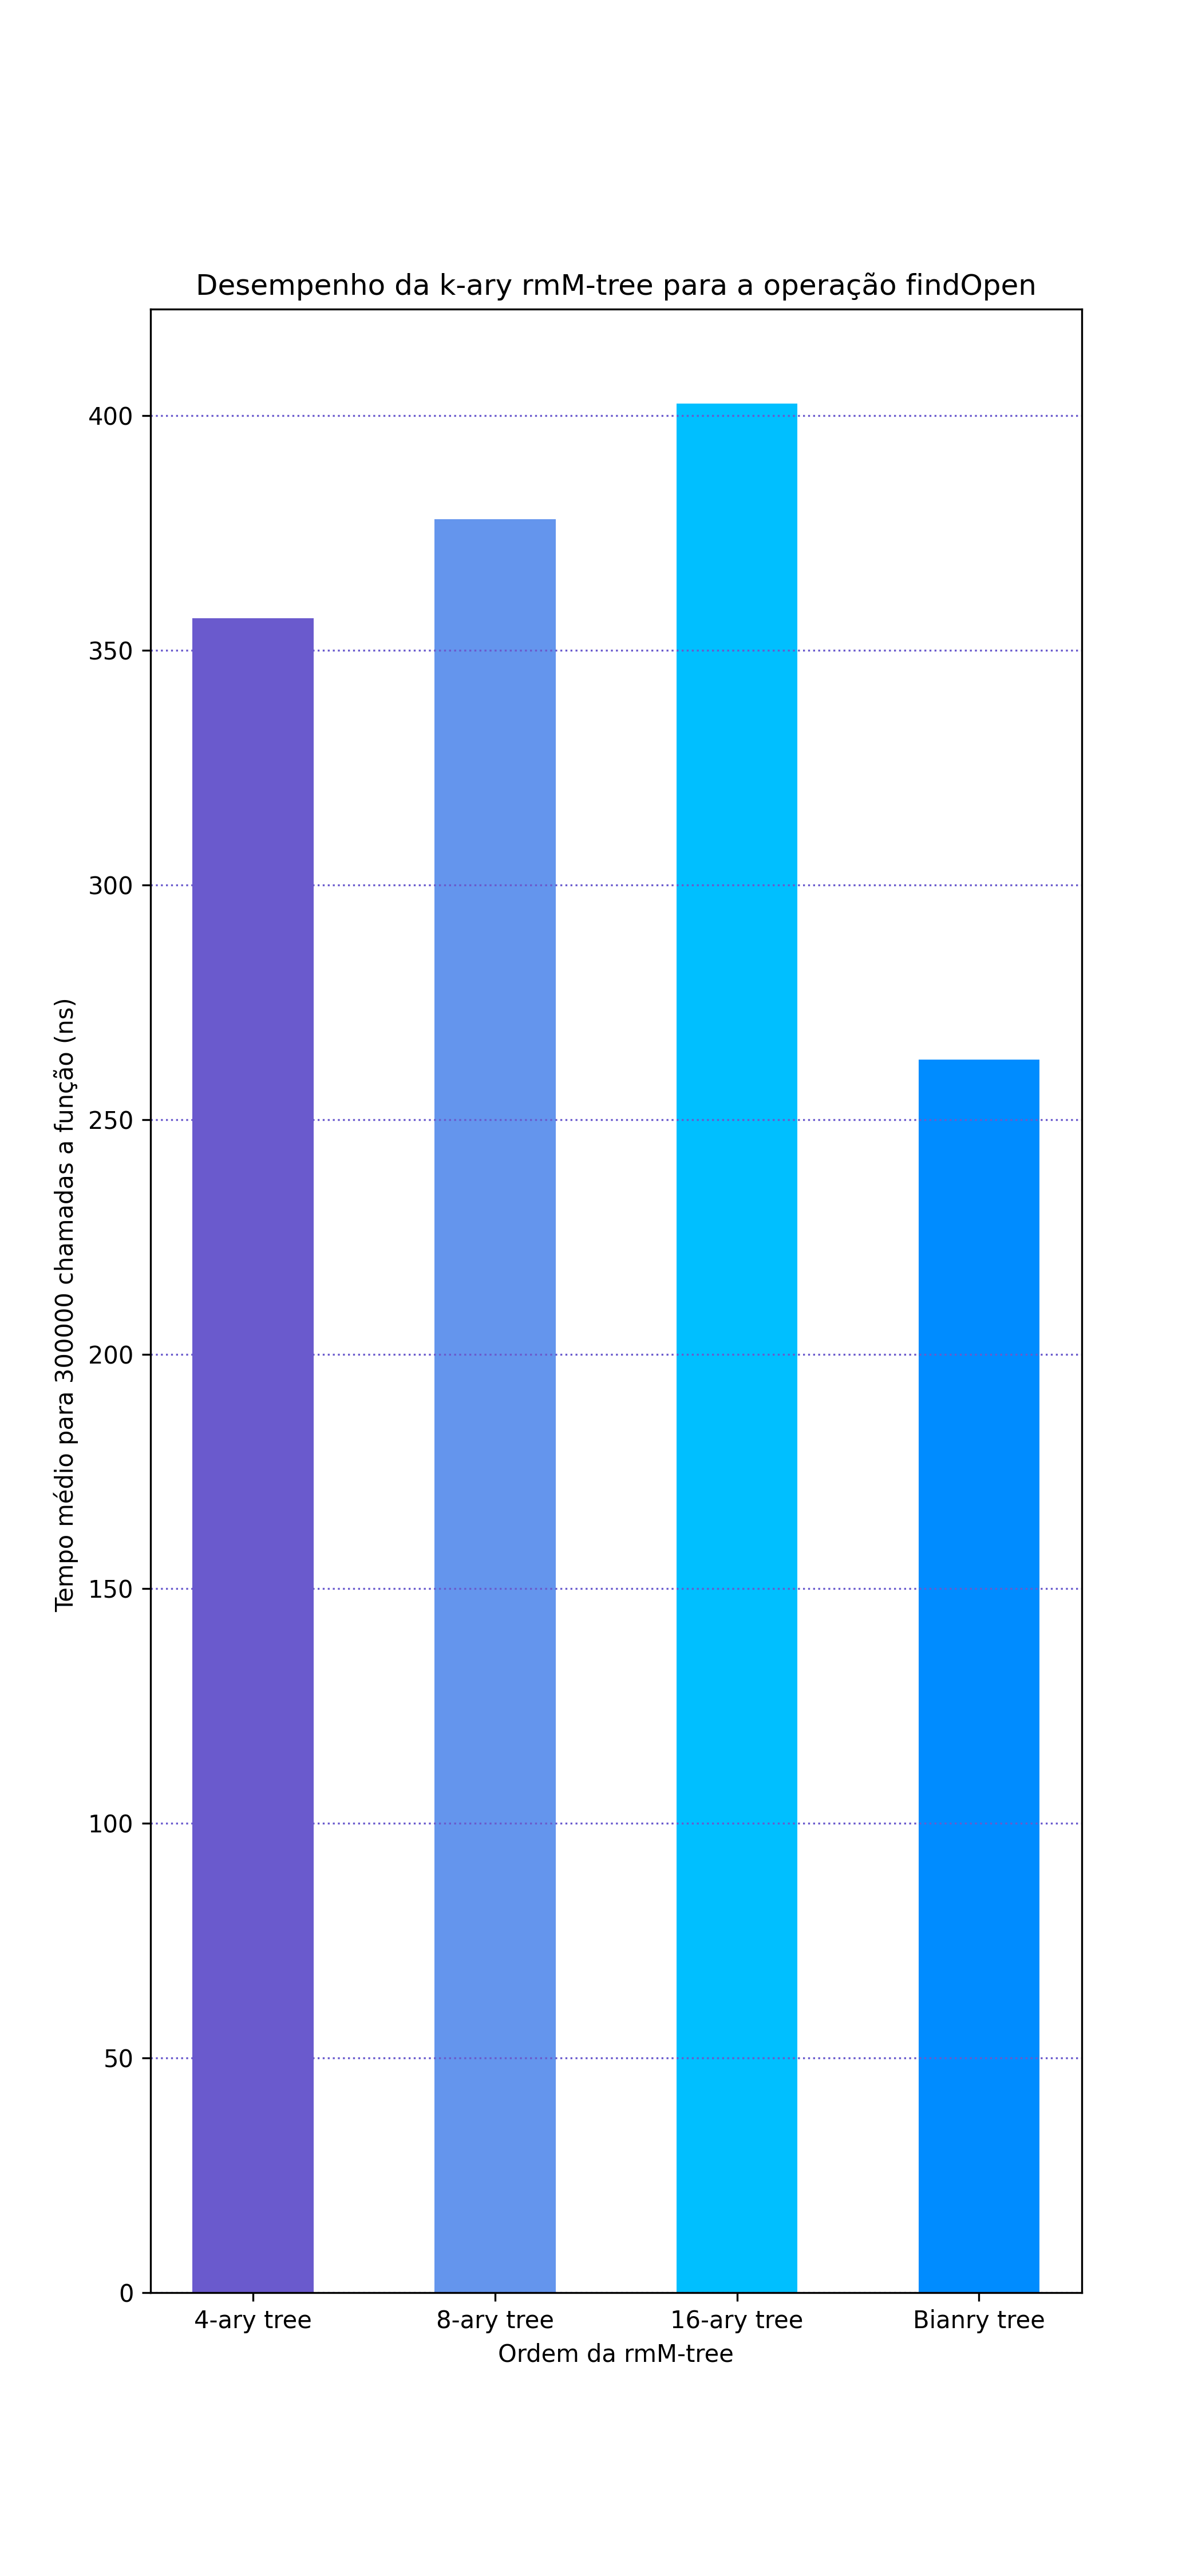 Desempenho da k-ary rmM-tree para a operação findOpen
Tempo médio para 300000 chamadas a função (ns)
400
350
300
250
200
150
100
50
0
4-ary tree
8-ary tree
16-ary tree
Bianry tree
Ordem da rmM-tree